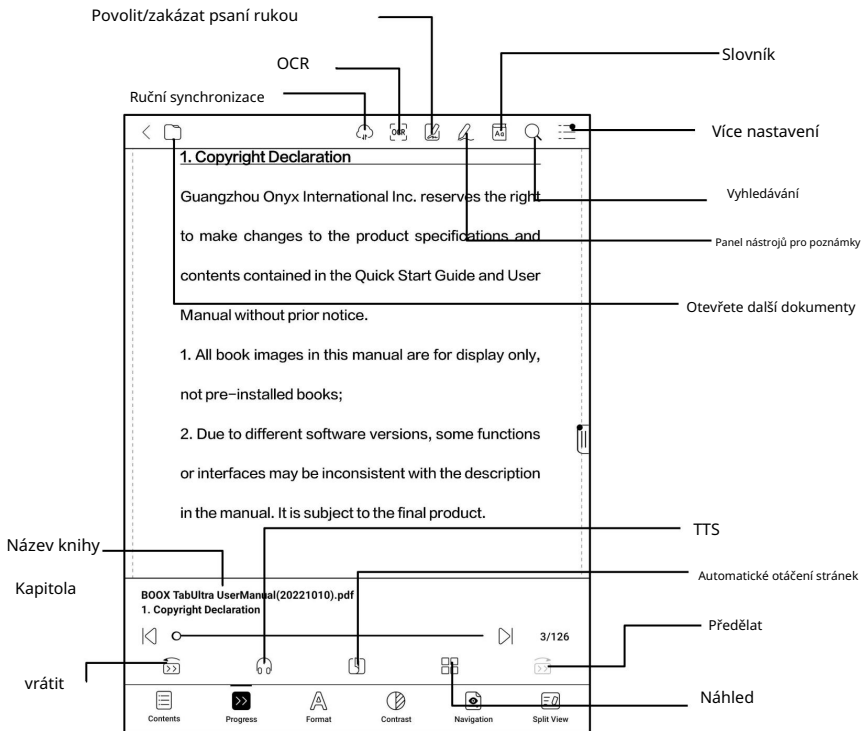 Povolit/zakázat psaní rukou
OCR
Slovník
Ruční synchronizace
OCR
Aa
Více nastavení
1. Copyright Declaration
Guangzhou Onyx International Inc. reserves the right
Vyhledávání
to make changes to the product specifications and
Panel nástrojů pro poznámky
contents contained in the Quick Start Guide and User
Otevřete další dokumenty
Manual without prior notice.
1. All book images in this manual are for display only,
not pre-installed books;
2. Due to different software versions, some functions
or interfaces may be inconsistent with the description
in the manual. It is subject to the final product.
TTS
Název knihy
Automatické otáčení stránek
Kapitola
BOOX TabUltra UserManual(20221010).pdf
1. Copyright Declaration
Předělat
3/126
vrátit
Náhled
Contents
Progress
Format
Contrast
Navigation
Split View